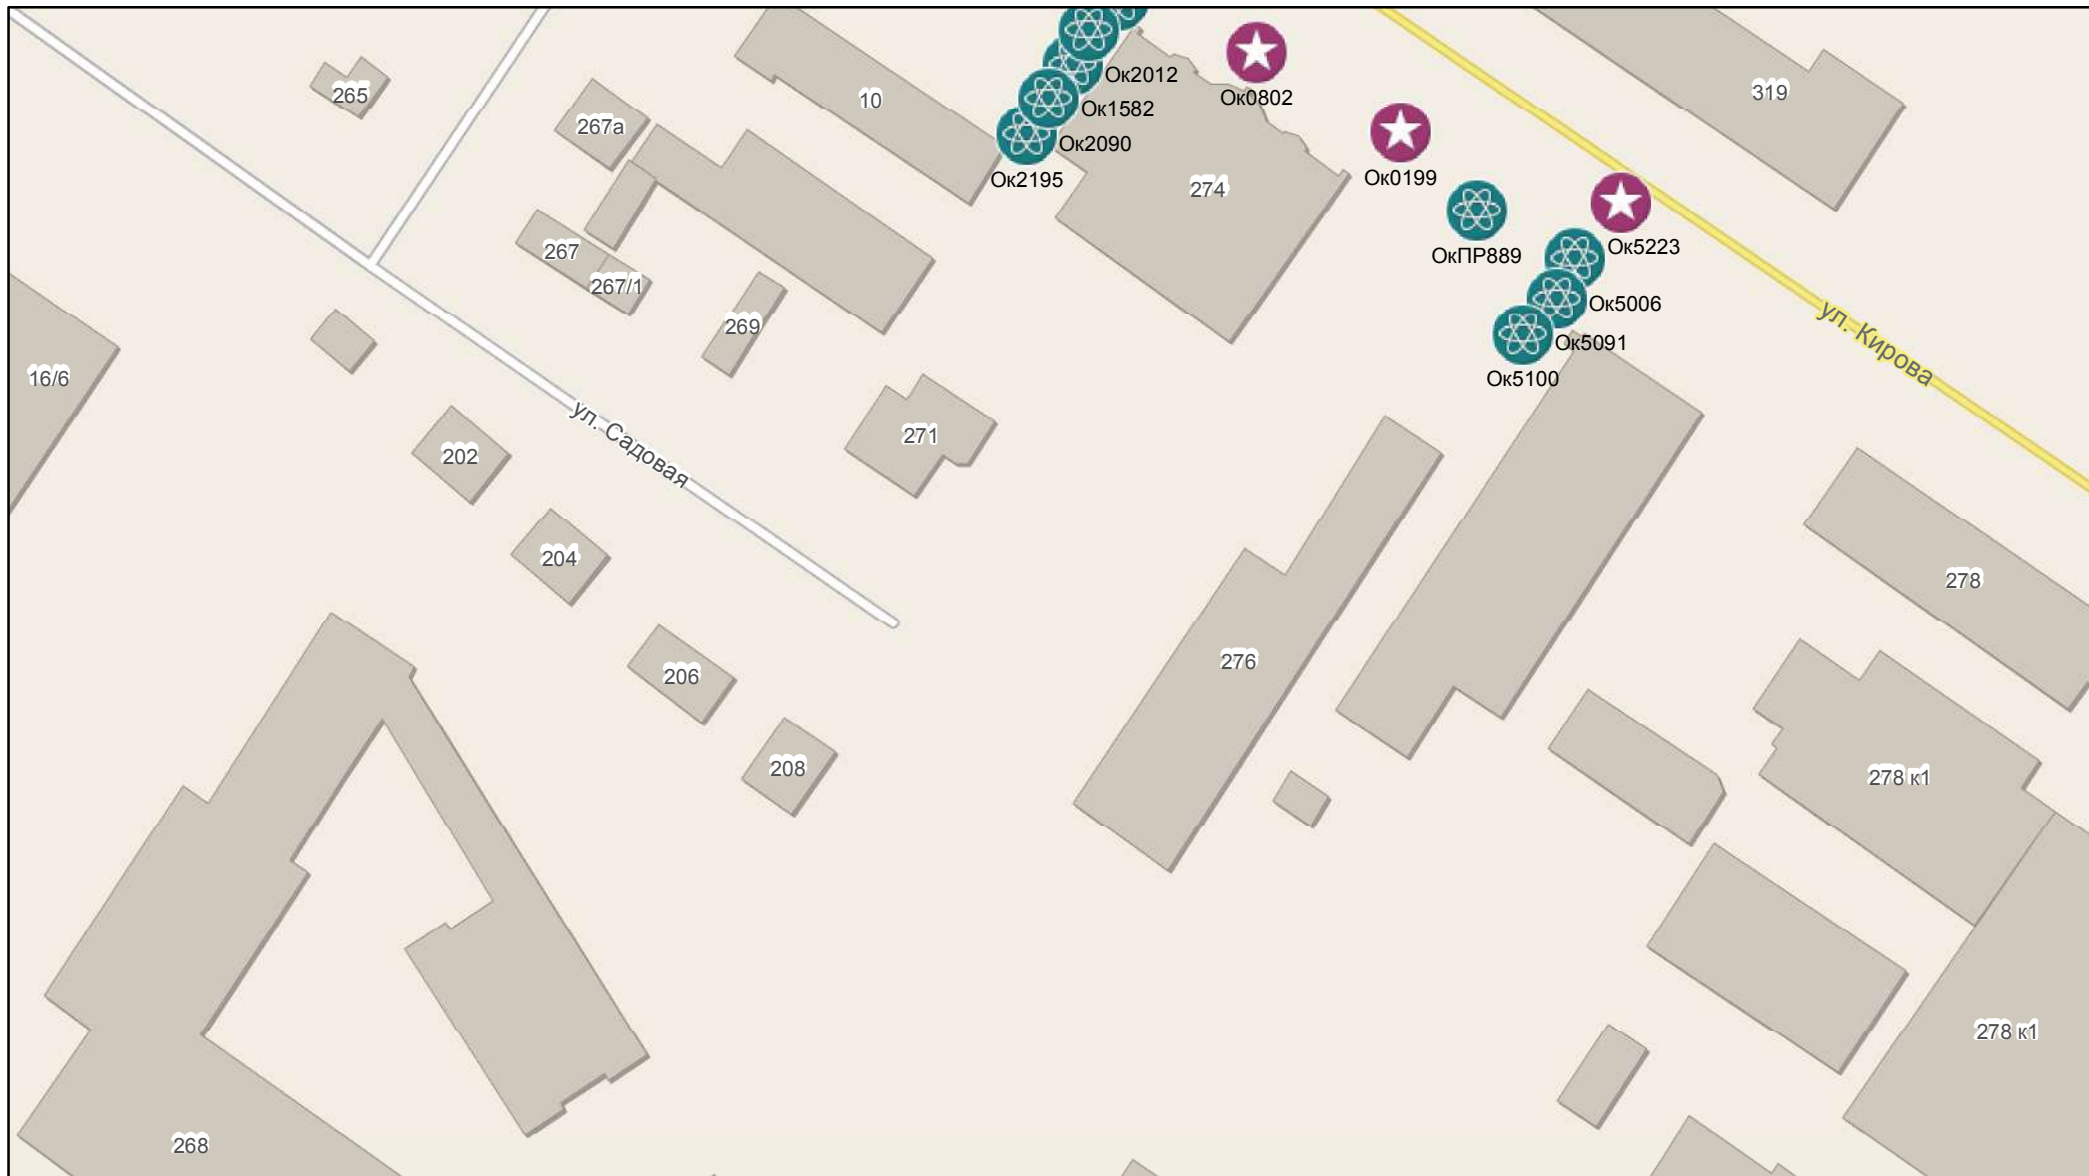 265
267а
10
Ок2012
Ок1582
Ок2090
Ок2195
Ок0802
Ок0199
319
274
ОкПР889
Ок5223
Ок5006
Ок5091
Ок5100
267
267/1
269
16/6
ул. Кирова
ул. Садовая
202
271
204
278
206
276
208
278 к1
278 к1
268